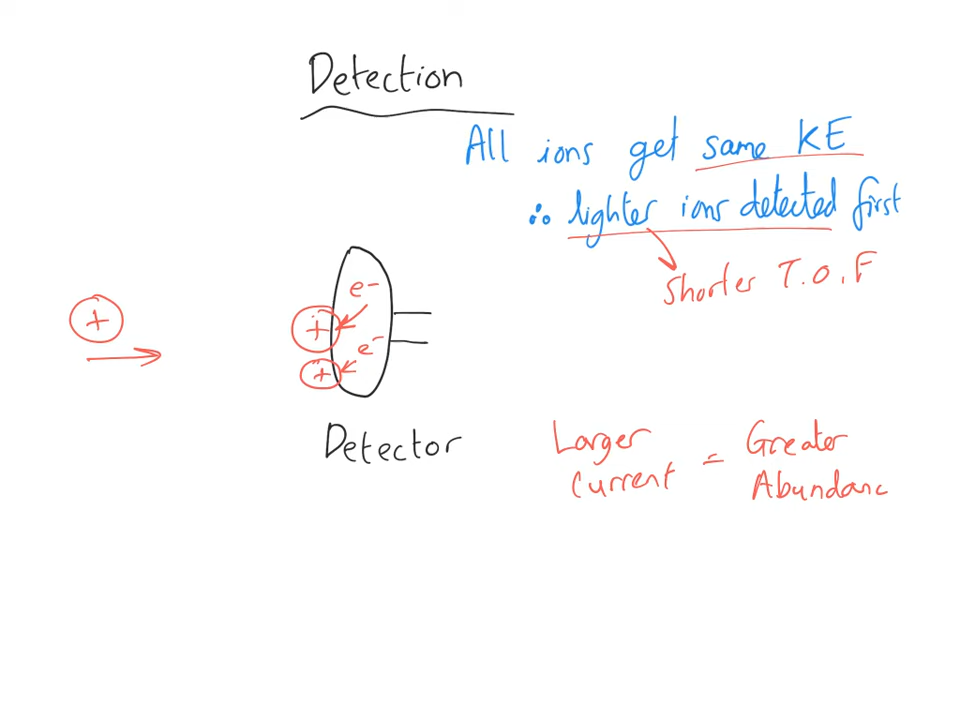 Detection
All ions get same KE
∴ lighter ions detected first
Shorter T.O.F
+
e-
+
e-
+
Detector
Larger
Current = Greater
Abundanc